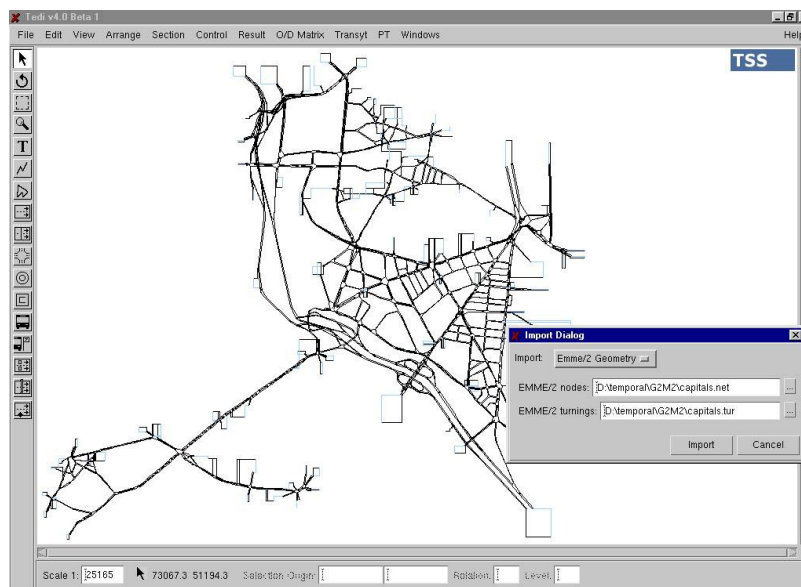 Tedi v4.0 Beta 1
File Edit View Arrange Section Control Result O/D Matrix Transyt PT Windows Help
TSS
T
Import Dialog
Import: Emme/2 Geometry
EMME/2 nodes: D:\temporal\G2M2\capitals.net ...
EMME/2 turnings: D:\temporal\G2M2\capitals.tur ...
Import Cancel
Scale 1: 25165 73067.3 51194.3 Selection Origin: Rotation: Level: